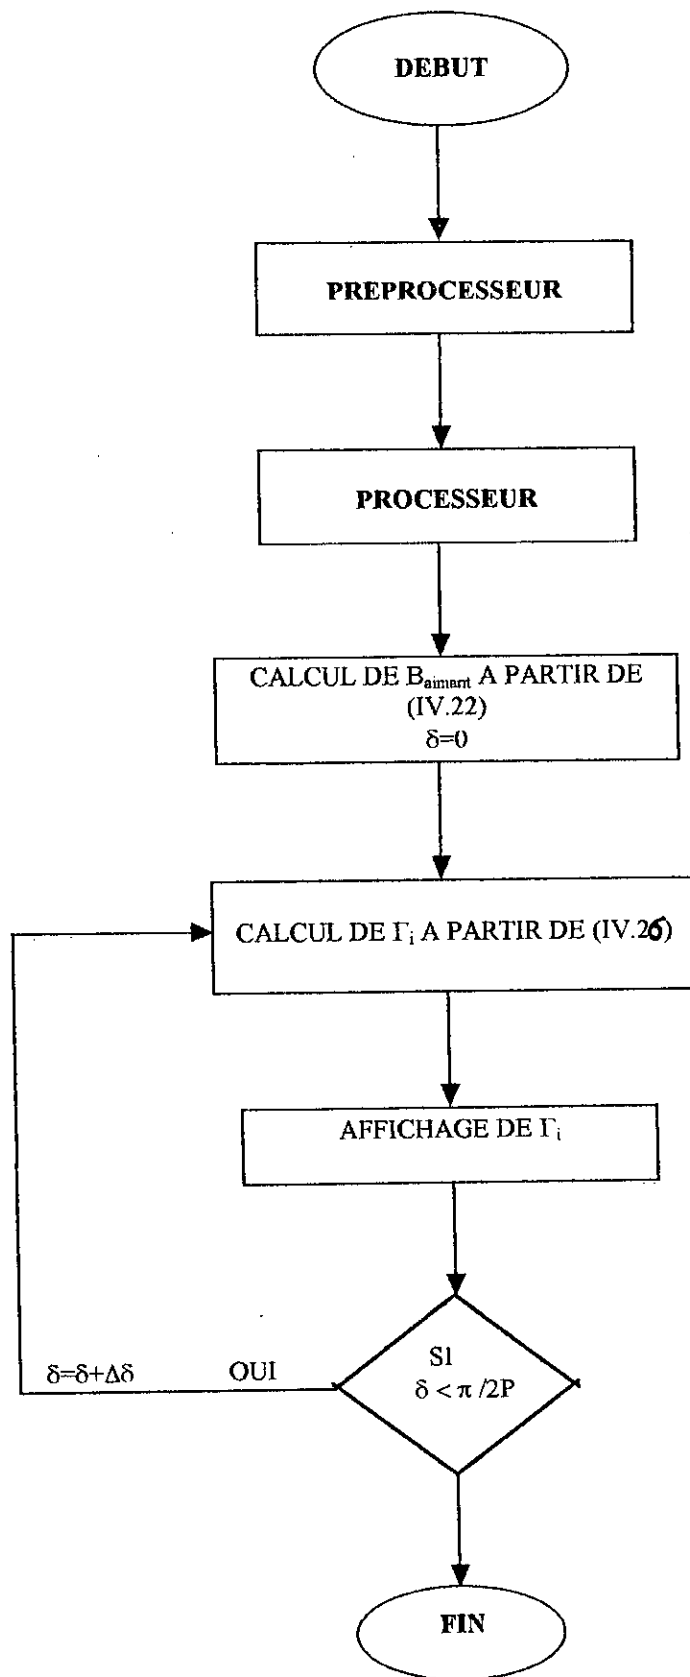 DEBUT
PREPROCESSEUR
PROCESSEUR
CALCUL DE Baimant A PARTIR DE
(IV.22)
δ=0
CALCUL DE Γi A PARTIR DE (IV.26)
AFFICHAGE DE Γi
SI
δ < π /2P
δ=δ+Δδ OUI
FIN